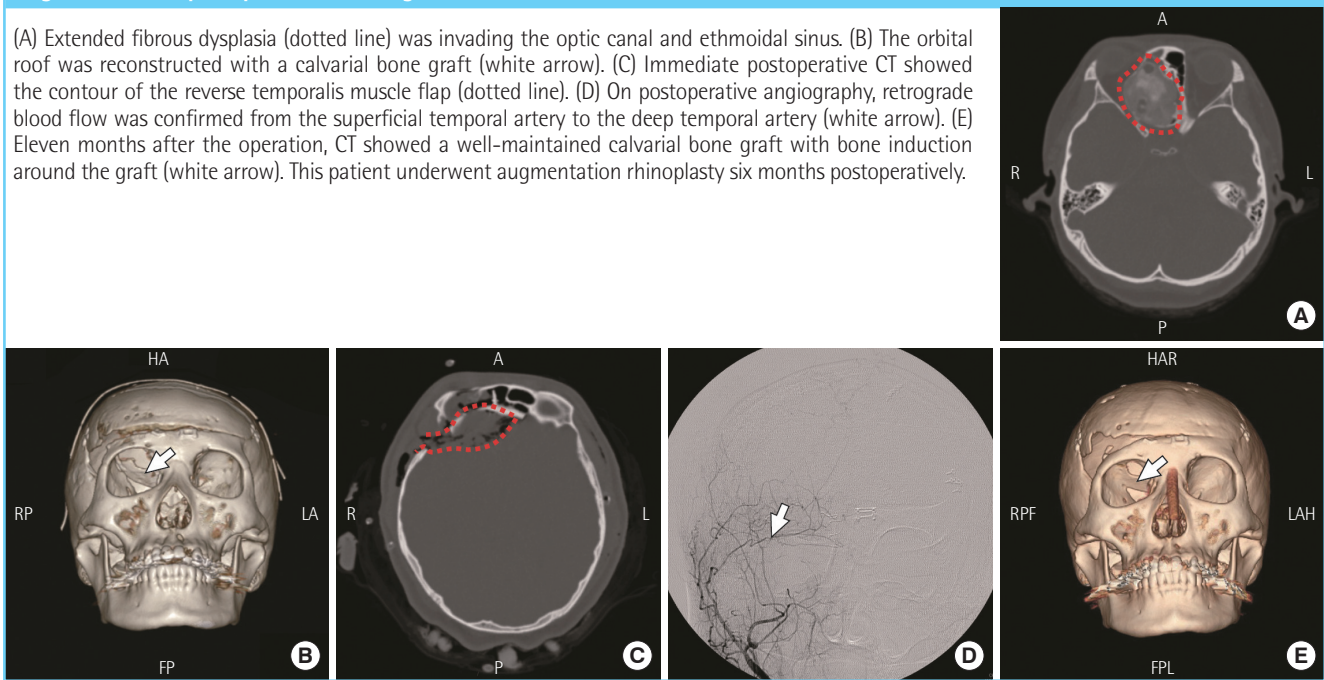 (A) Extended fibrous dysplasia (dotted line) was invading the optic canal and ethmoidal sinus. (B) The orbital
roof was reconstructed with a calvarial bone graft (white arrow). (C) Immediate postoperative CT showed
the contour of the reverse temporalis muscle flap (dotted line). (D) On postoperative angiography, retrograde
blood flow was confirmed from the superficial temporal artery to the deep temporal artery (white arrow). (E)
Eleven months after the operation, CT showed a well-maintained calvarial bone graft with bone induction
around the graft (white arrow). This patient underwent augmentation rhinoplasty six months postoperatively.
A
R
L
P
A
HA
RP
LA
FP
B
A
R
L
P
C
D
HAR
RPF
LAH
FPL
E